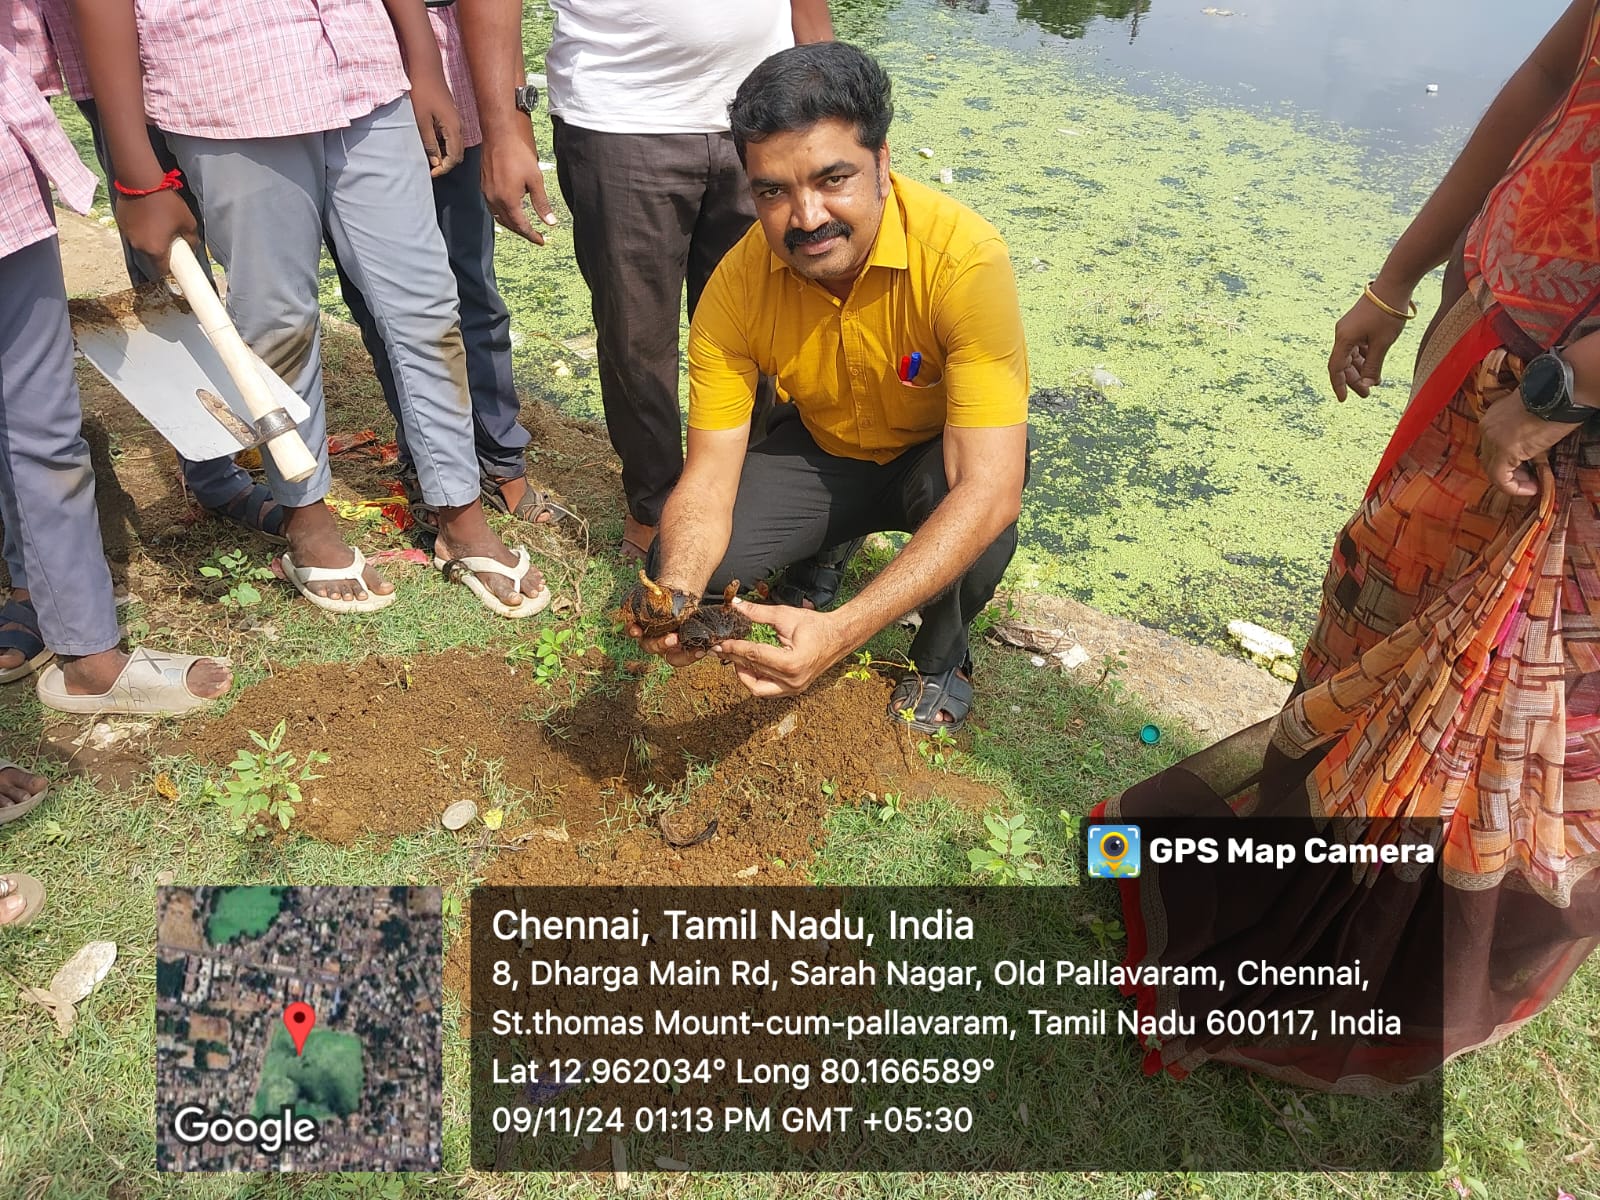 GPS Map Camera
Chennai, Tamil Nadu, India
8, Dharga Main Rd, Sarah Nagar, Old Pallavaram, Chennai,
St.thomas Mount-cum-pallavaram, Tamil Nadu 600117, India
Lat 12.962034° Long 80.166589°
09/11/24 01:13 PM GMT +05:30
Google